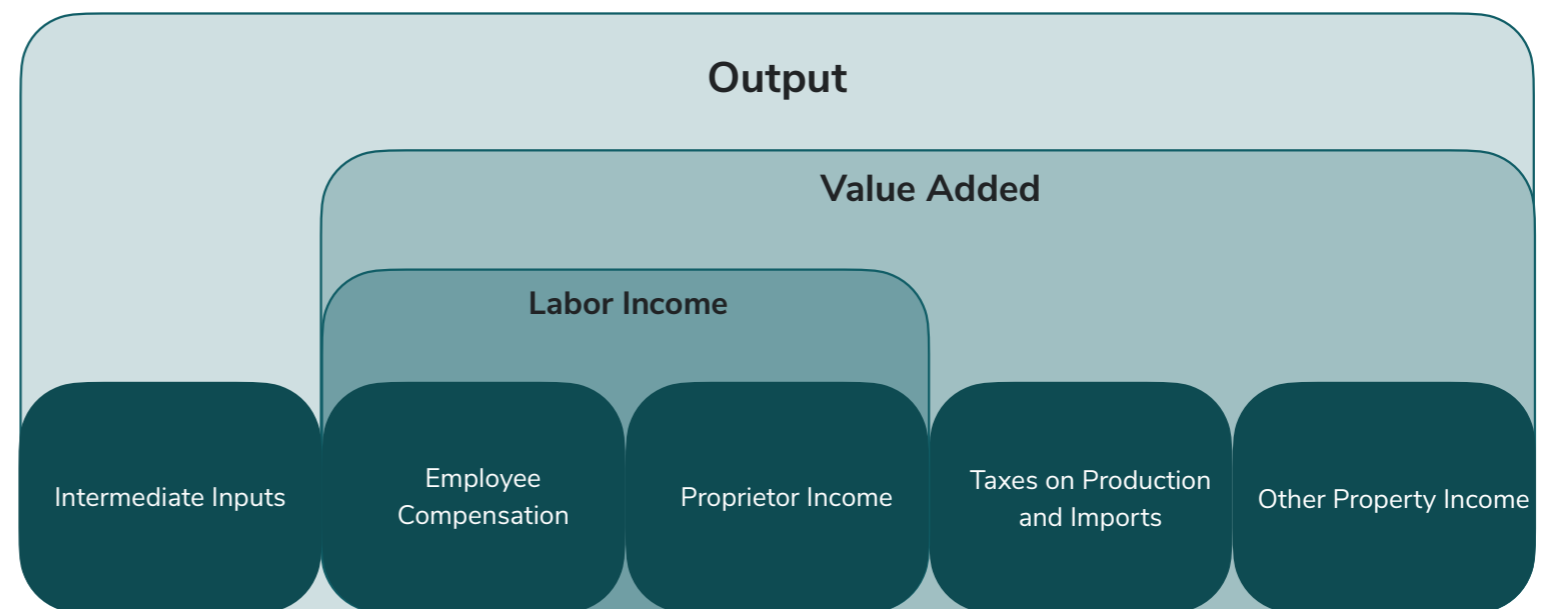 Output
Value Added
Labor Income
Intermediate Inputs
Employee
Compensation
Proprietor Income
Taxes on Production
and Imports
Other Property Income